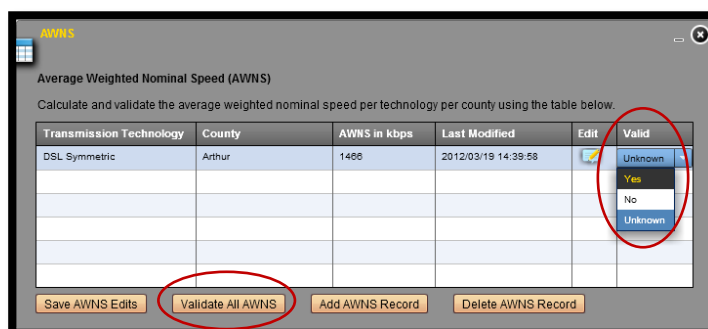 AWNS
Average Weighted Nominal Speed (AWNS)
Calculate and validate the average weighted nominal speed per technology per county using the table below.
Transmission Technology County AWNS in kbps Last Modified Edit Valid
DSL Symmetric Arthur 1466 2012/03/19 14:39:58 Unknown
Yes
No
Unknown
Save AWNS Edits Validate All AWNS Add AWNS Record Delete AWNS Record